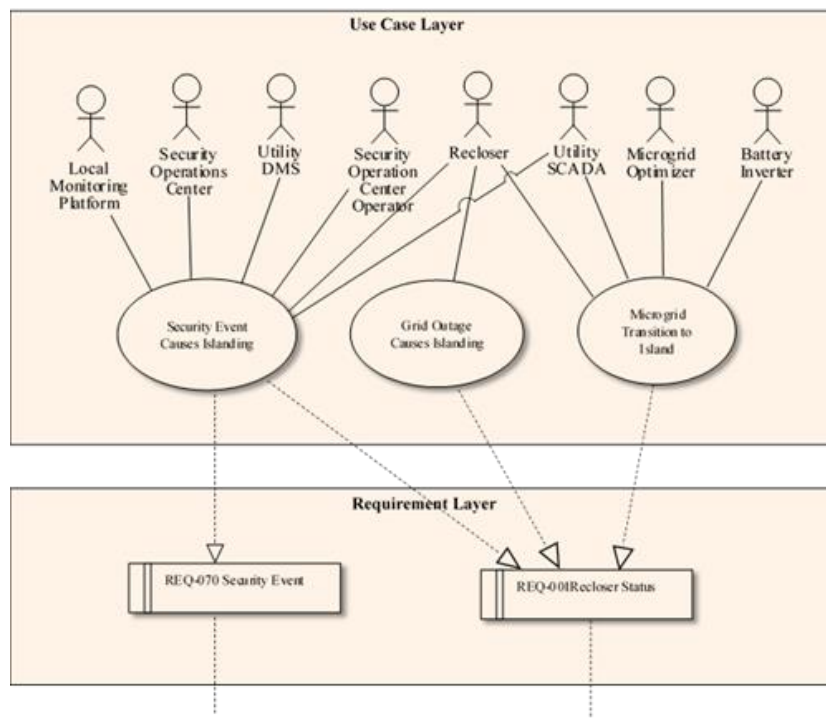 Use Case Layer
Local
Monitoring
Platform
Security
Operations
Center
Utility
DMS
Security
Operation
Center
Operator
Recloser
Utility
SCADA
Microgrid
Optimizer
Battery
Inverter
Security Event
Causes Islanding
Grid Outage
Causes Islanding
Microgrid
Transition to
Island
Requirement Layer
REQ-070 Security Event
REQ-001Recloser Status